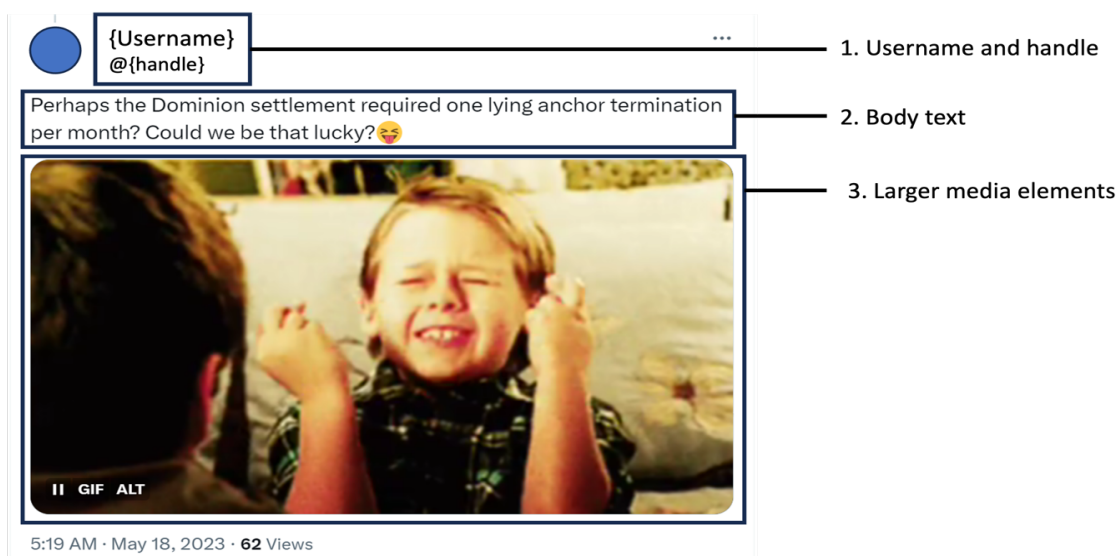 {Username}
@{handle}
1. Username and handle
Perhaps the Dominion settlement required one lying anchor termination
per month? Could we be that lucky?😝
2. Body text
3. Larger media elements
GIF ALT
5:19 AM · May 18, 2023 · 62 Views